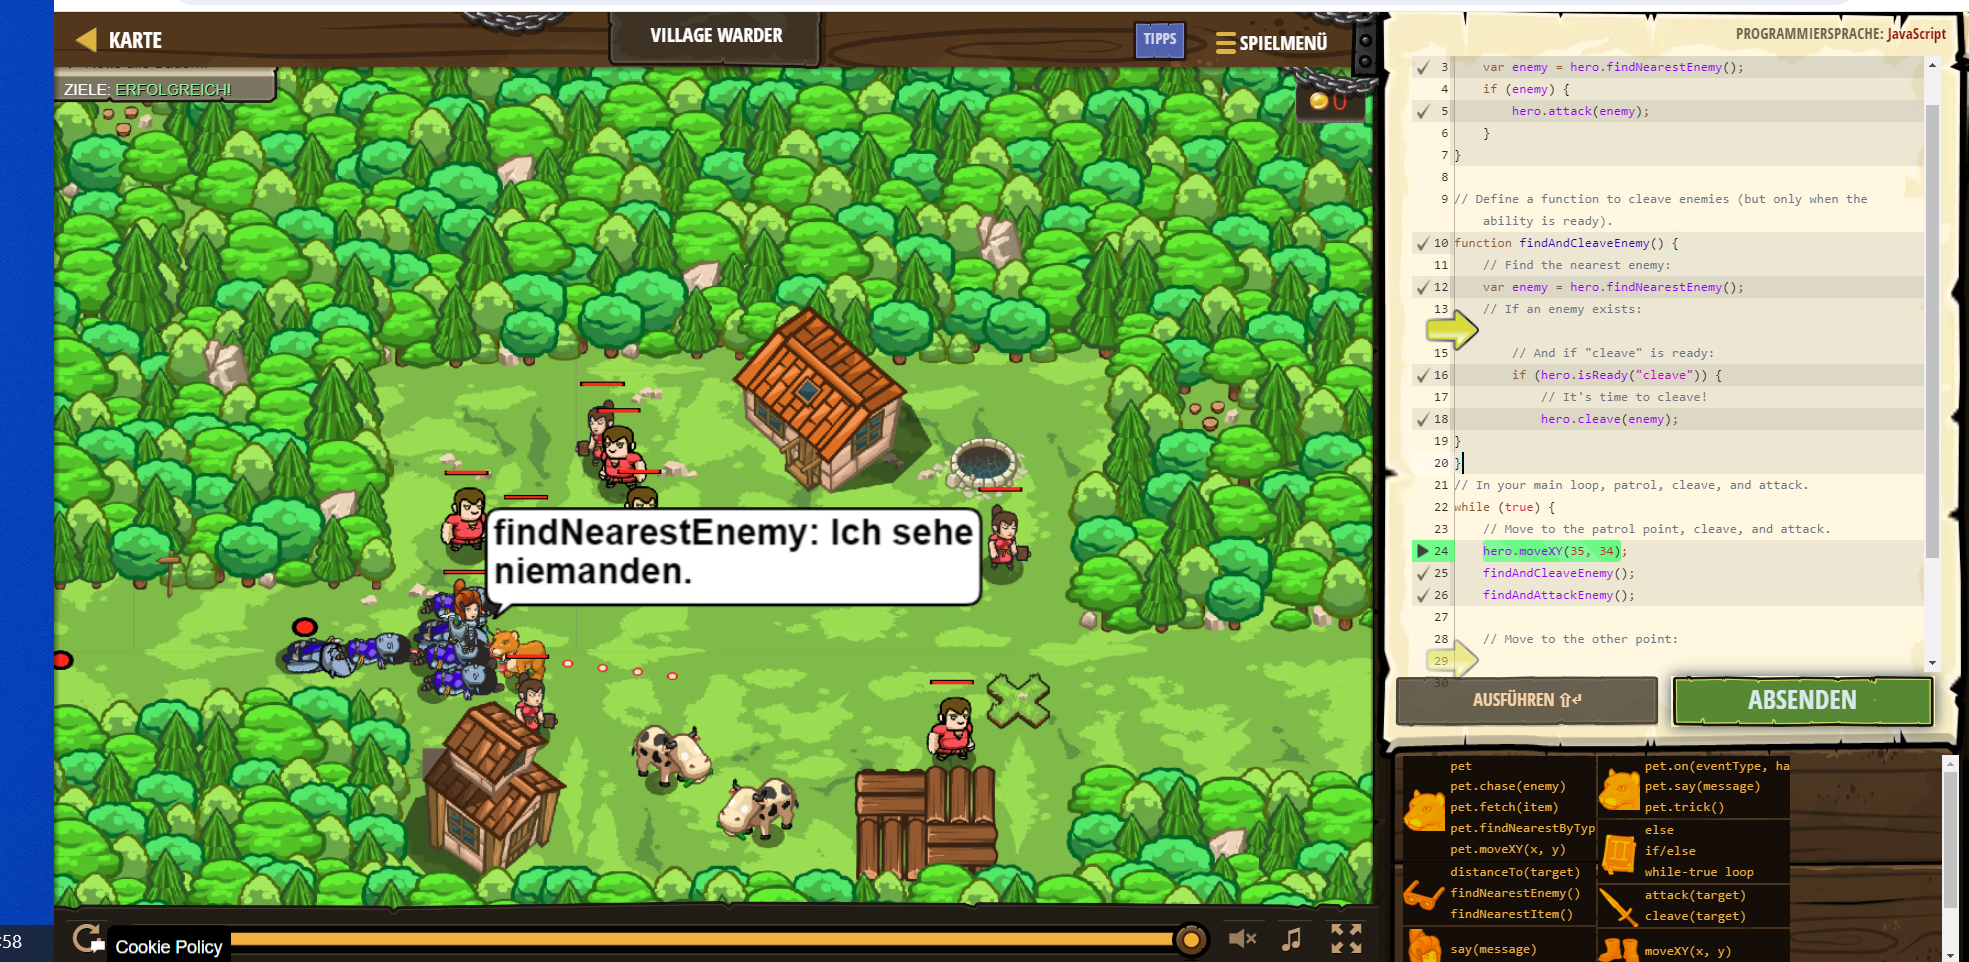 KARTE
VILLAGE WARDER
TIPPS
SPIELMENÜ
ZIELE: ERFOLGREICH!
0
findNearestEnemy: Ich sehe
niemanden.
:58
Cookie Policy
PROGRAMMIERSPRACHE: JavaScript
3 var enemy = hero.findNearestEnemy();
4 if (enemy) {
5 hero.attack(enemy);
6 }
7 }
8
9 // Define a function to cleave enemies (but only when the
ability is ready).
10 function findAndCleaveEnemy() {
11 // Find the nearest enemy:
12 var enemy = hero.findNearestEnemy();
13 // If an enemy exists:
15 // And if "cleave" is ready:
16 if (hero.isReady("cleave")) {
17 // It's time to cleave!
18 hero.cleave(enemy);
19 }
20 }
21 // In your main loop, patrol, cleave, and attack.
22 while (true) {
23 // Move to the patrol point, cleave, and attack.
24 hero.moveXY(35, 34);
25 findAndCleaveEnemy();
26 findAndAttackEnemy();
27
28 // Move to the other point:
29
30
AUSFÜHREN ⇧↵
ABSENDEN
pet
pet.chase(enemy)
pet.fetch(item)
pet.findNearestByTyp
pet.moveXY(x, y)
distanceTo(target)
findNearestEnemy()
findNearestItem()
say(message)
pet.on(eventType, ha
pet.say(message)
pet.trick()
else
if/else
while-true loop
attack(target)
cleave(target)
moveXY(x, y)